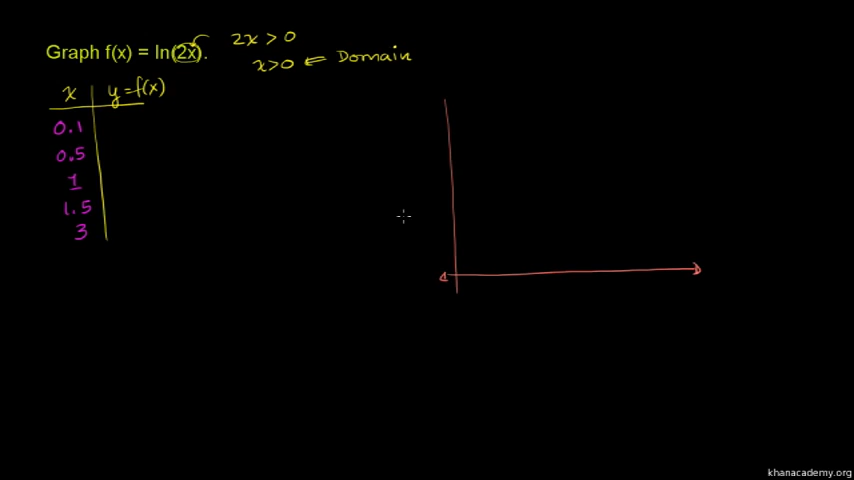 Graph f(x) = ln(2x).
2x > 0
x>0 ⇐ Domain
x y=f(x)
0.1
0.5
1
1.5
3
khanacademy.org